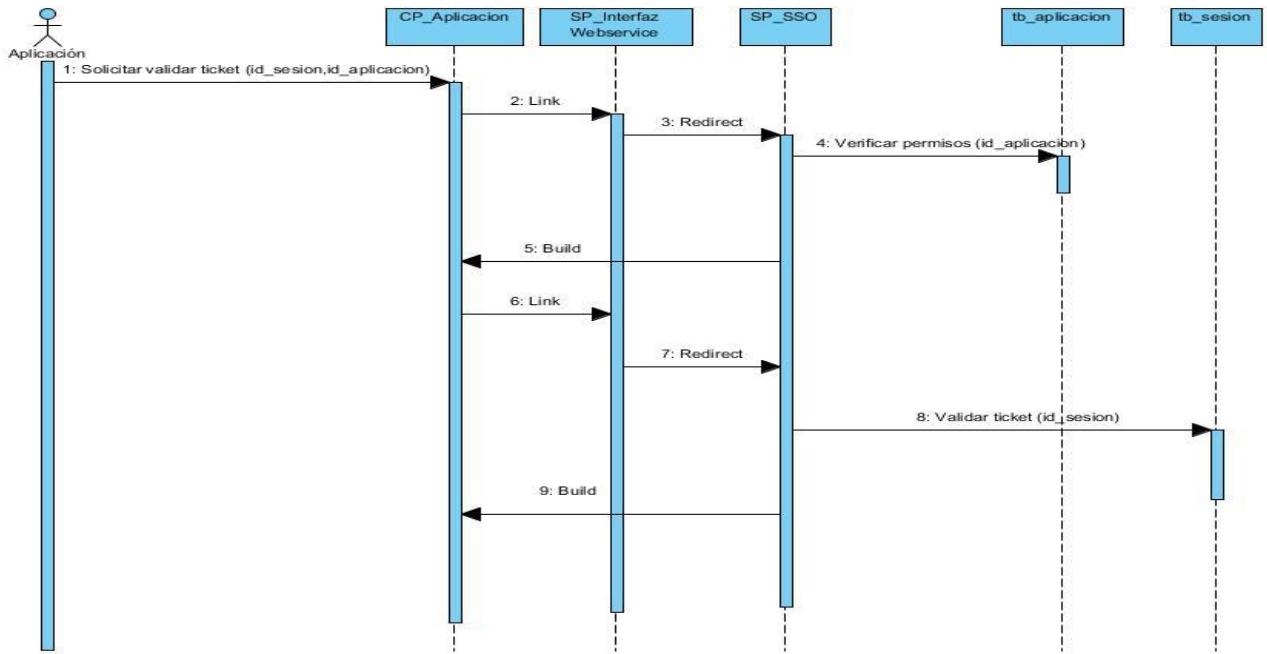 CP_Aplicacion
SP_Interfaz
Webservice
SP_SSO
tb_aplicacion
tb_sesion
Aplicación
1: Solicitar validar ticket (id_sesion,id_aplicacion)
2: Link
3: Redirect
4: Verificar permisos (id_aplicacion)
5: Build
6: Link
7: Redirect
8: Validar ticket (id_sesion)
9: Build